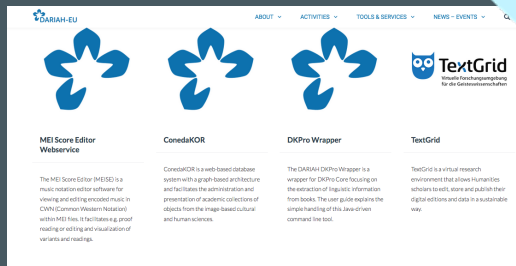 DARIAH-EU
ABOUT
ACTIVITIES
TOOLS & SERVICES
NEWS – EVENTS
TextGrid
Virtuelle Forschungsumgebung
für die Geisteswissenschaften
MEI Score Editor
Webservice
The MEI Score Editor (MEISE) is a
music notation editor software for
viewing and editing encoded music in
CWN (Common Western Notation)
within MEI files. It facilitates e.g. proof
reading or editing and visualization of
variants and readings.
ConedaKOR
ConedaKOR is a web-based database
system with a graph-based architecture
and facilitates the administration and
presentation of academic collections of
objects from the image-based cultural
and human sciences.
DKPro Wrapper
The DARIAH DKPro Wrapper is a
wrapper for DKPro Core focusing on
the extraction of linguistic information
from books. The user guide explains the
simple handling of this Java-driven
command line tool.
TextGrid
TextGrid is a virtual research
environment that allows Humanities
scholars to edit, store and publish their
digital editions and data in a sustainable
way.